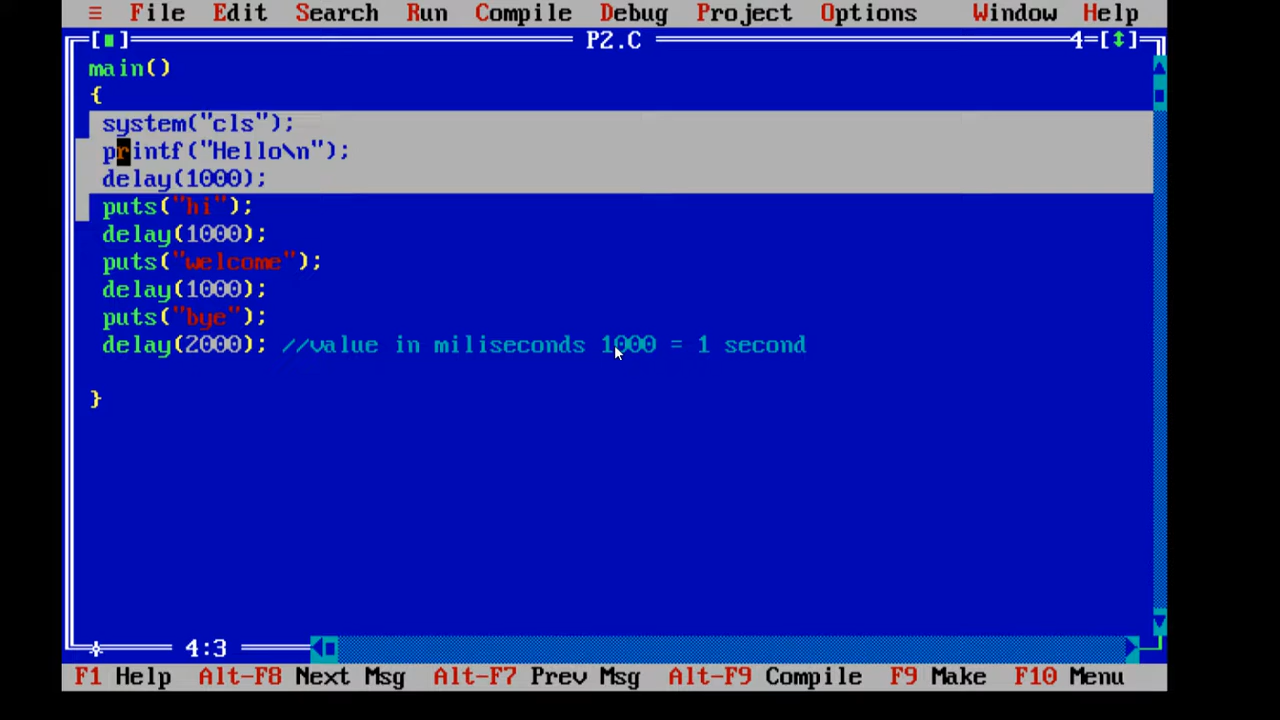 ≡ File Edit Search Run Compile Debug Project Options Window Help
[■] P2.C 4=[↕]
main()
{
system("cls");
printf("Hello\n");
delay(1000);
puts("hi");
delay(1000);
puts("welcome");
delay(1000);
puts("bye");
delay(2000); //value in miliseconds 1000 = 1 second
}
4:3
F1 Help Alt-F8 Next Msg Alt-F7 Prev Msg Alt-F9 Compile F9 Make F10 Menu